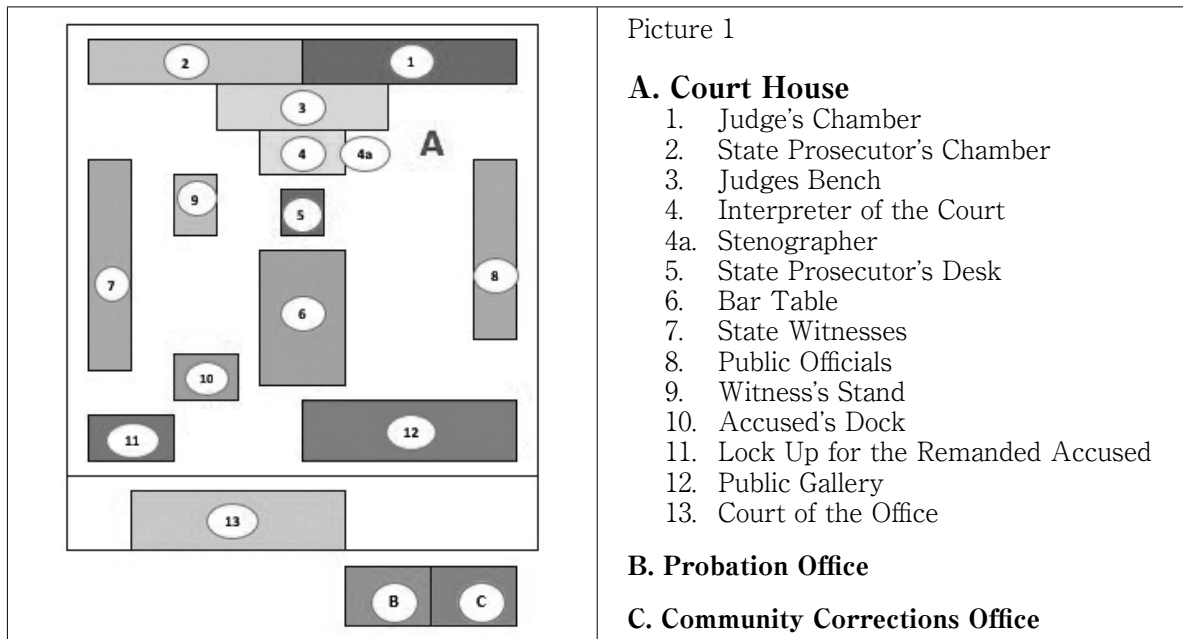 2
1
3
4
4a
A
9
5
7
8
6
10
11
12
13
B
C
Picture 1
A. Court House
1. Judge's Chamber
2. State Prosecutor's Chamber
3. Judges Bench
4. Interpreter of the Court
4a. Stenographer
5. State Prosecutor's Desk
6. Bar Table
7. State Witnesses
8. Public Officials
9. Witness's Stand
10. Accused's Dock
11. Lock Up for the Remanded Accused
12. Public Gallery
13. Court of the Office
B. Probation Office
C. Community Corrections Office